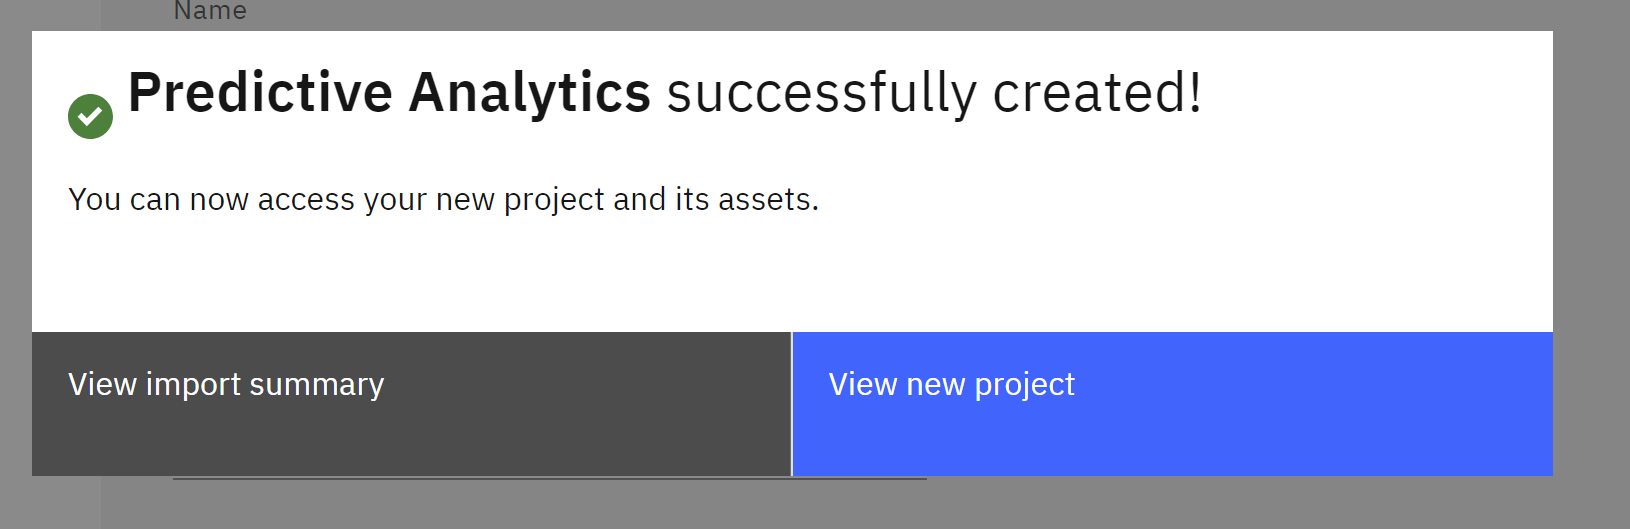 Name
Predictive Analytics successfully created!
You can now access your new project and its assets.
View import summary
View new project